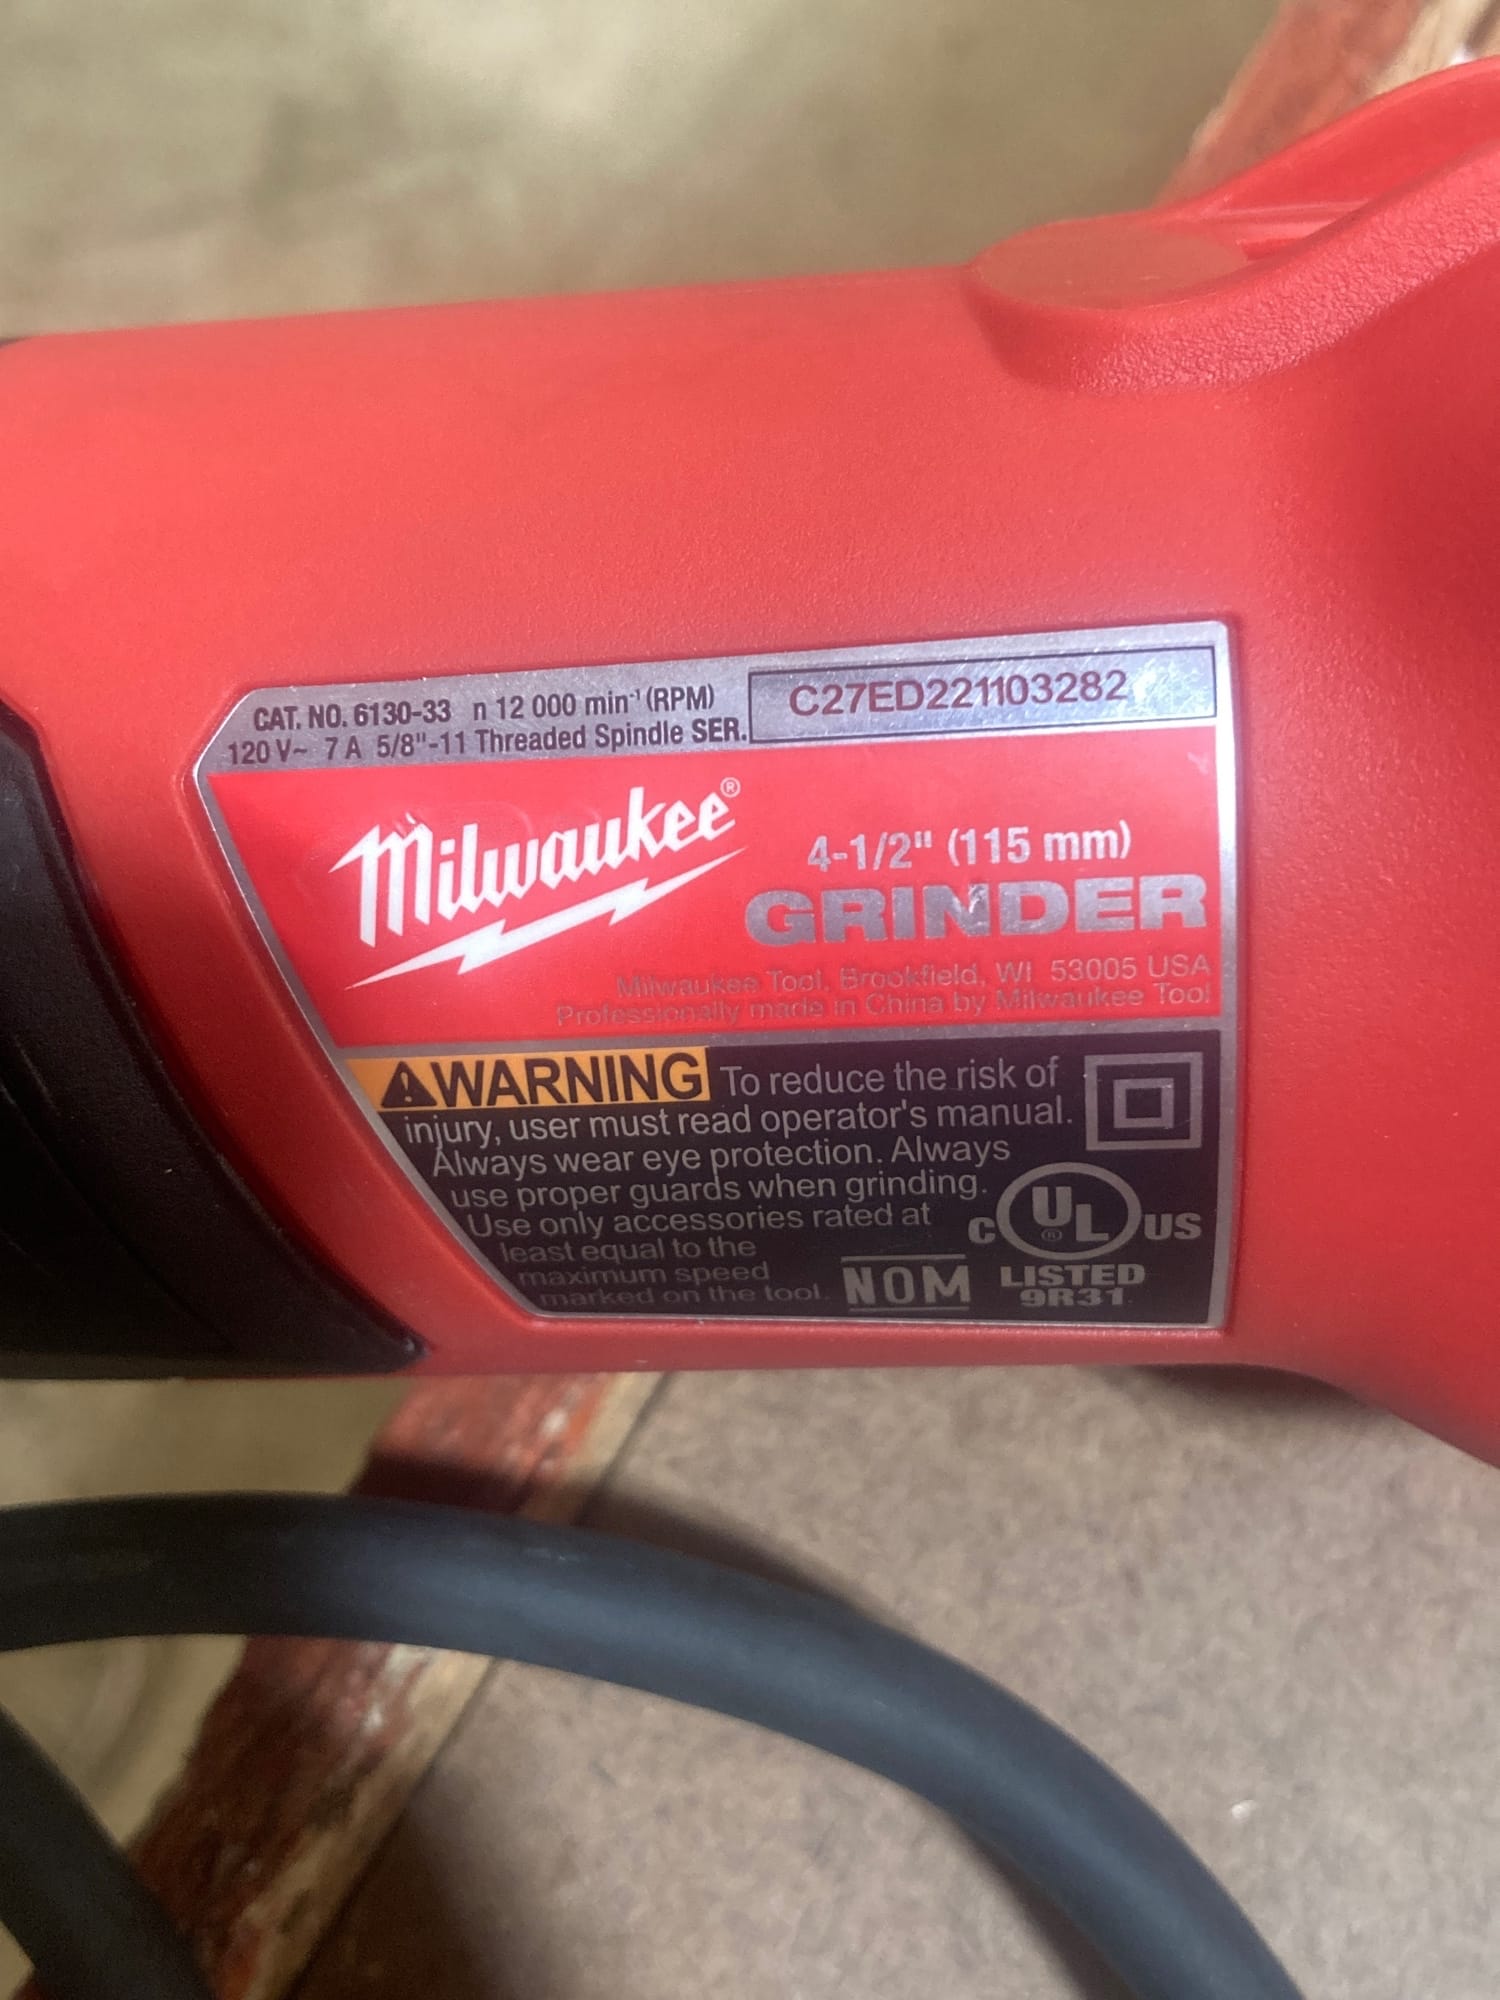 CAT. NO. 6130-33 n 12 000 min⁻¹ (RPM)
120 V~ 7 A 5/8"-11 Threaded Spindle SER.
C27ED221103282
Milwaukee®
4-1/2" (115 mm)
GRINDER
Milwaukee Tool, Brookfield, WI 53005 USA
Professionally made in China by Milwaukee Tool
WARNING To reduce the risk of
injury, user must read operator's manual.
Always wear eye protection. Always
use proper guards when grinding.
Use only accessories rated at
least equal to the
maximum speed
marked on the tool.
NOM
C UL® US
LISTED
9R31